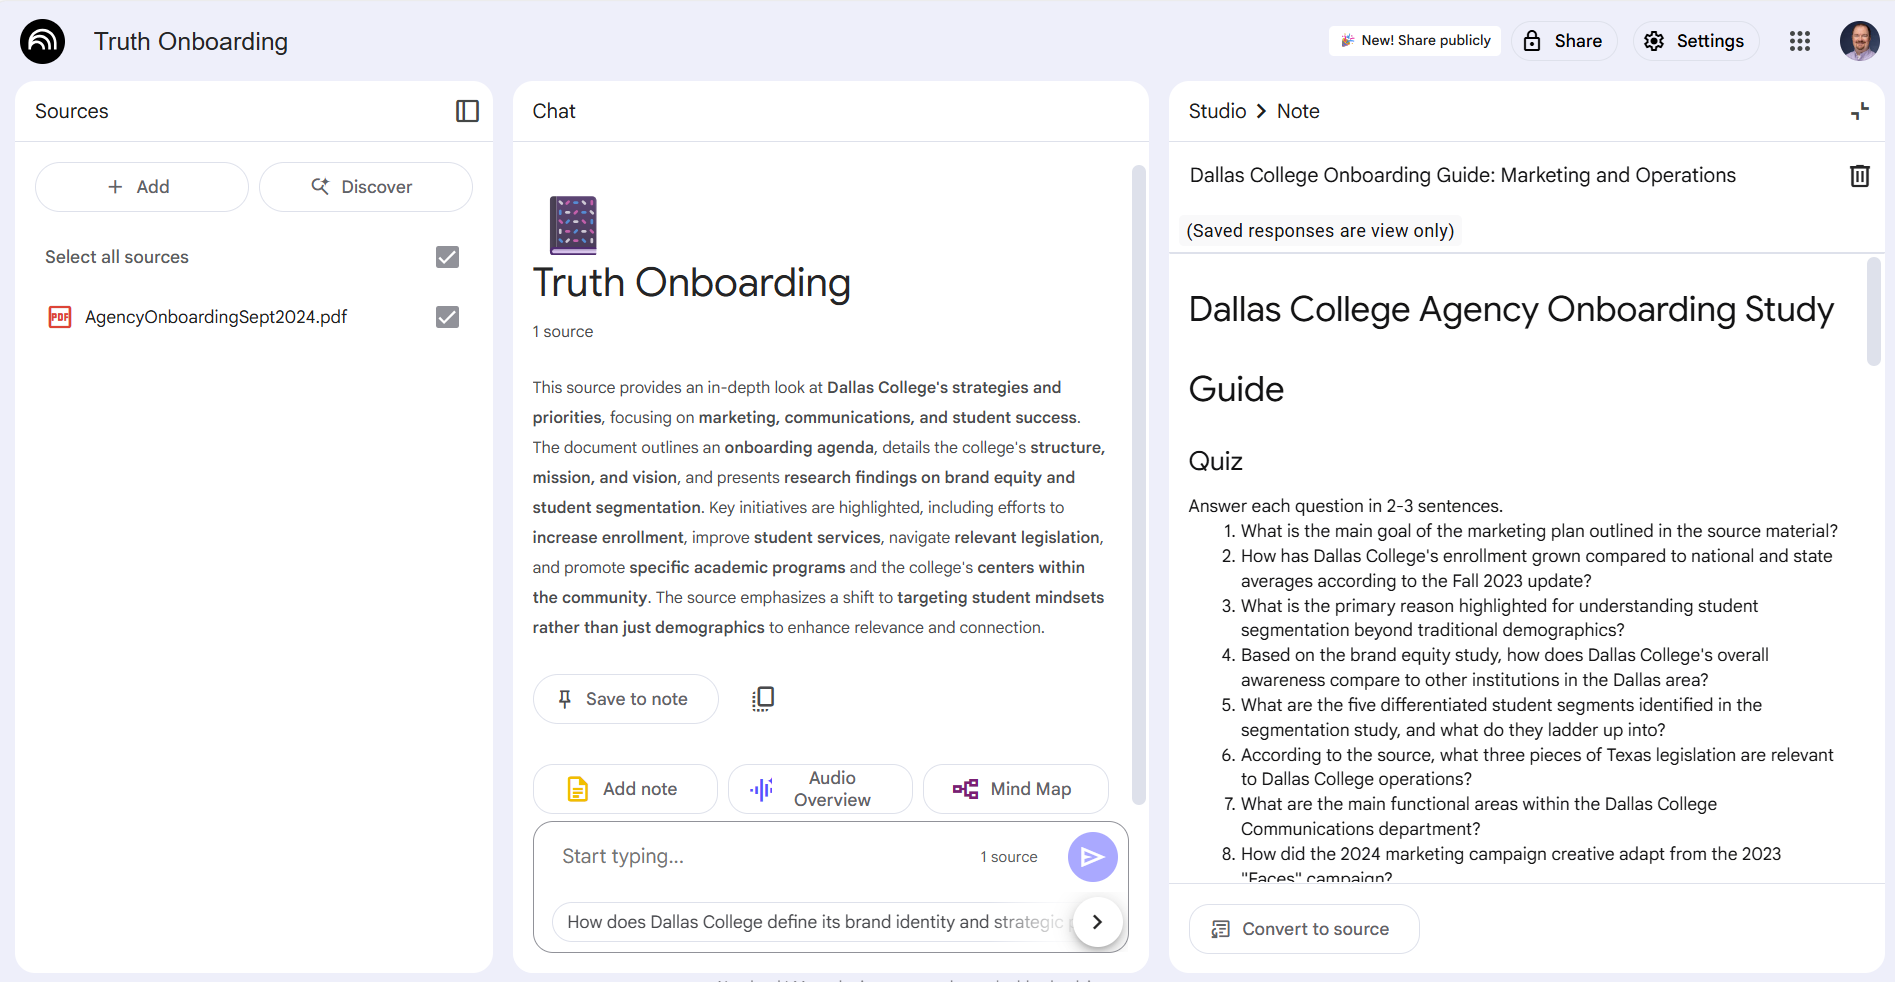 Truth Onboarding
New! Share publicly
Share
Settings
Sources
Add
Discover
Select all sources
PDF
AgencyOnboardingSept2024.pdf
Chat
Truth Onboarding
1 source
This source provides an in-depth look at Dallas College's strategies and
priorities, focusing on marketing, communications, and student success.
The document outlines an onboarding agenda, details the college's structure,
mission, and vision, and presents research findings on brand equity and
student segmentation. Key initiatives are highlighted, including efforts to
increase enrollment, improve student services, navigate relevant legislation,
and promote specific academic programs and the college's centers within
the community. The source emphasizes a shift to targeting student mindsets
rather than just demographics to enhance relevance and connection.
Save to note
Add note
Audio
Overview
Mind Map
Start typing...
1 source
How does Dallas College define its brand identity and strategic
Studio > Note
Dallas College Onboarding Guide: Marketing and Operations
(Saved responses are view only)
Dallas College Agency Onboarding Study
Guide
Quiz
Answer each question in 2-3 sentences.
1. What is the main goal of the marketing plan outlined in the source material?
2. How has Dallas College's enrollment grown compared to national and state
averages according to the Fall 2023 update?
3. What is the primary reason highlighted for understanding student
segmentation beyond traditional demographics?
4. Based on the brand equity study, how does Dallas College's overall
awareness compare to other institutions in the Dallas area?
5. What are the five differentiated student segments identified in the
segmentation study, and what do they ladder up into?
6. According to the source, what three pieces of Texas legislation are relevant
to Dallas College operations?
7. What are the main functional areas within the Dallas College
Communications department?
8. How did the 2024 marketing campaign creative adapt from the 2023
"Faces" campaign?
Convert to source